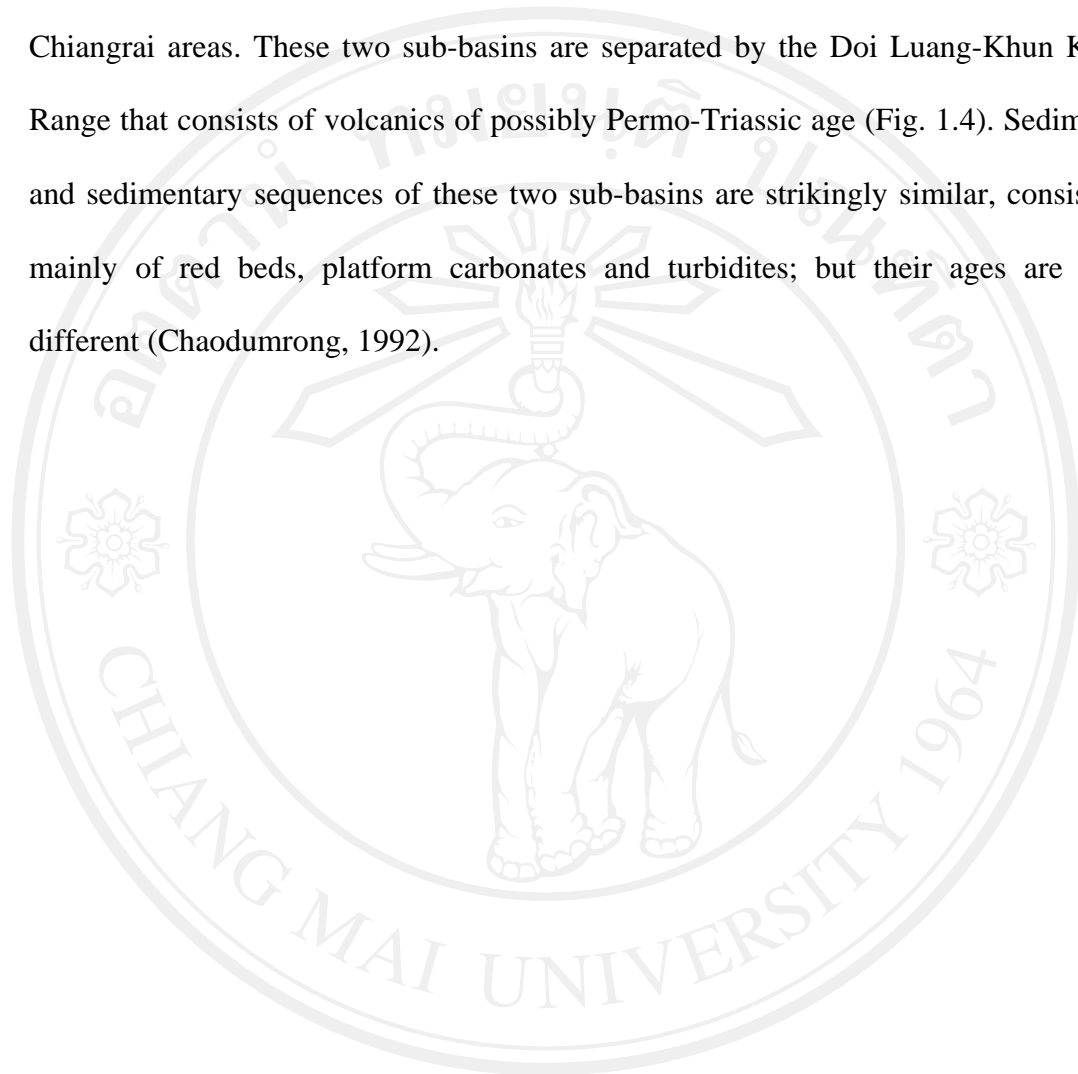 Chiangrai areas. These two sub-basins are separated by the Doi Luang-Khun
Range that consists of volcanics of possibly Permo-Triassic age (Fig. 1.4).
and sedimentary sequences of these two sub-basins are strikingly similar,
mainly of red beds, platform carbonates and turbidites; but their ages are
different (Chaodumrong, 1992).
CHIANG MAI UNIVERSITY 1964